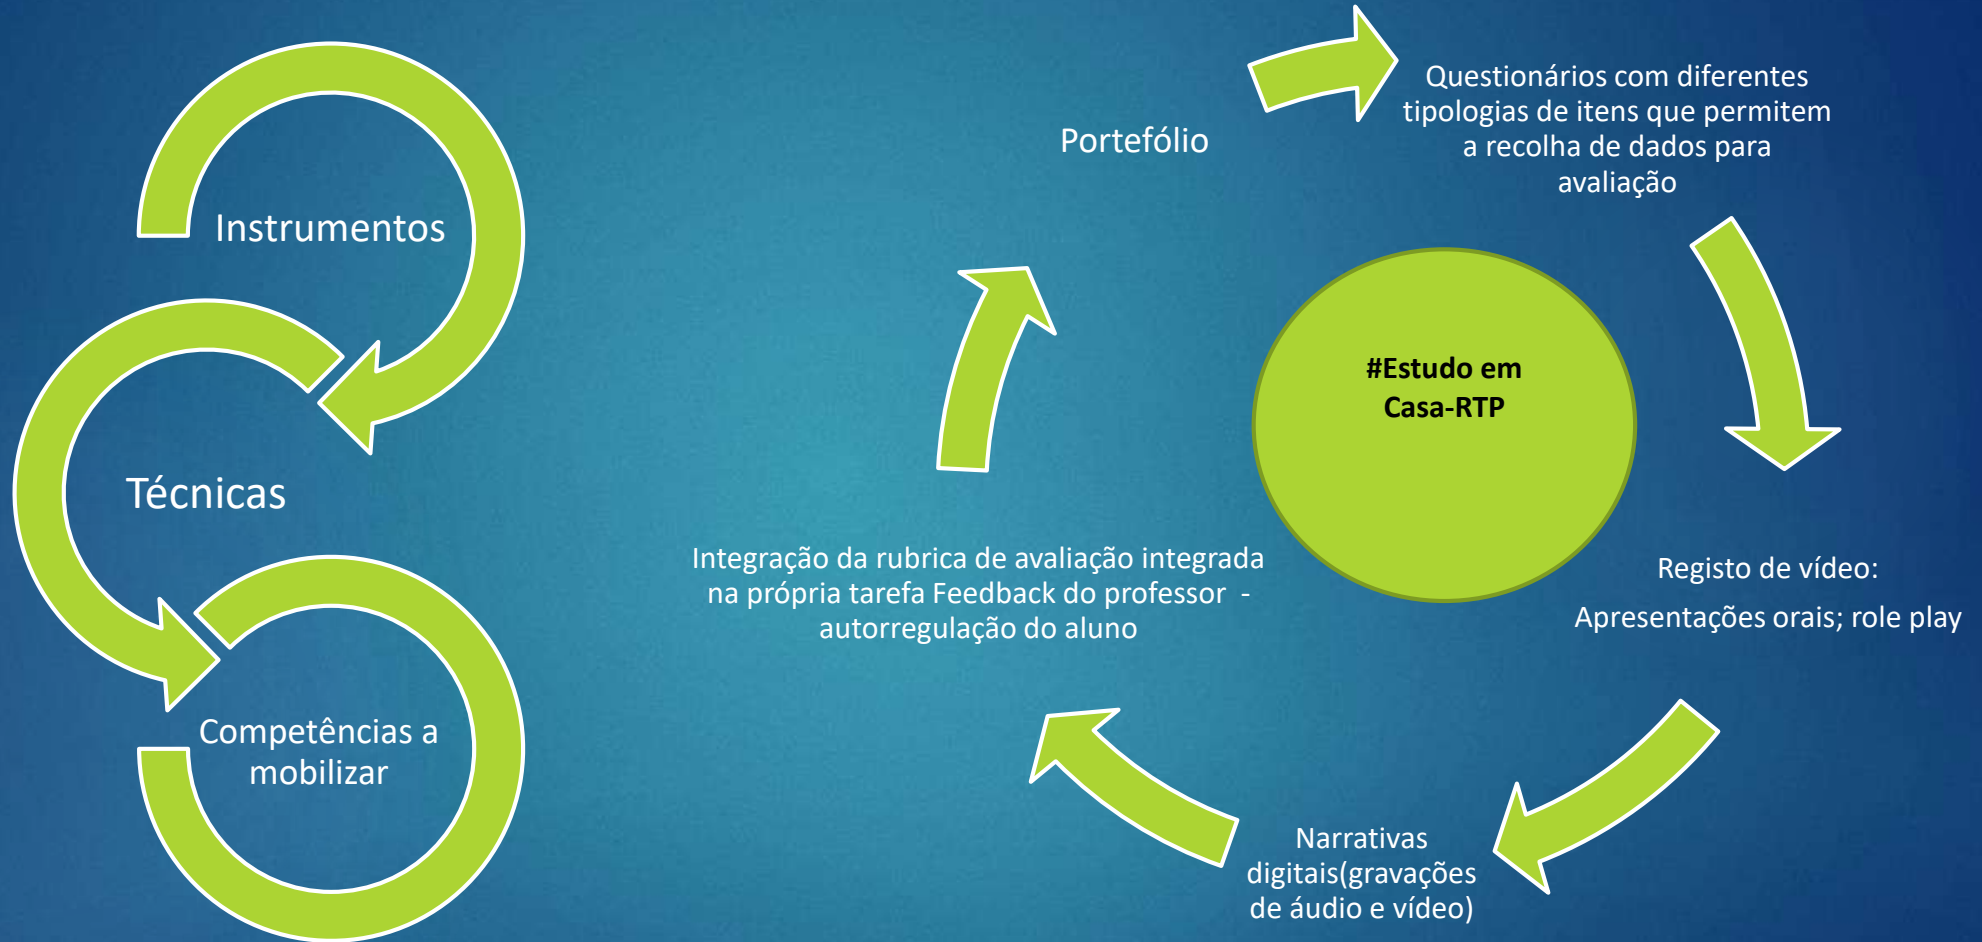 Instrumentos
Técnicas
Competências a
mobilizar
Portefólio
Questionários com diferentes
tipologias de itens que permitem
a recolha de dados para
avaliação
#Estudo em
Casa-RTP
Registo de vídeo:
Apresentações orais; role play
Narrativas
digitais(gravações
de áudio e vídeo)
Integração da rubrica de avaliação integrada
na própria tarefa Feedback do professor -
autorregulação do aluno